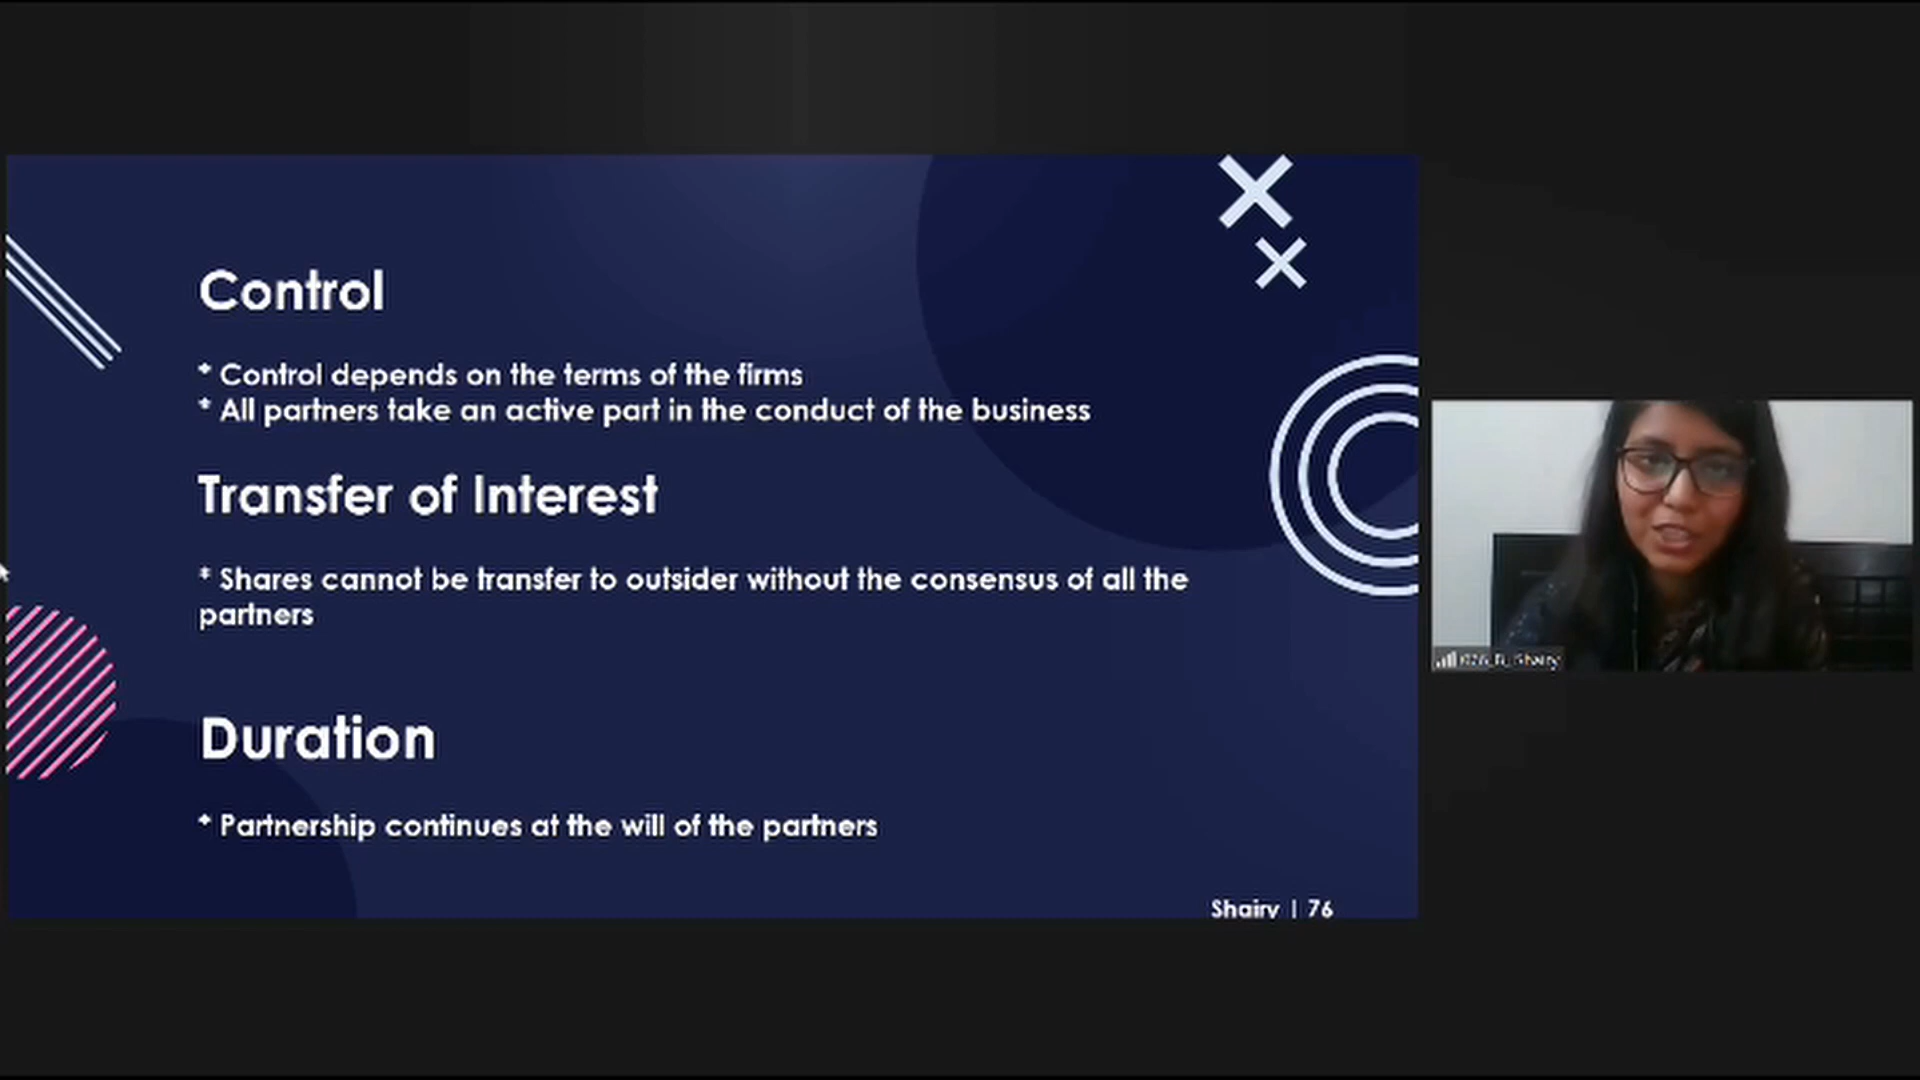 Control
* Control depends on the terms of the firms
* All partners take an active part in the conduct of the business
Transfer of Interest
* Shares cannot be transfer to outsider without the consensus of all the
partners
Duration
* Partnership continues at the will of the partners
Shairy | 76
Shairy